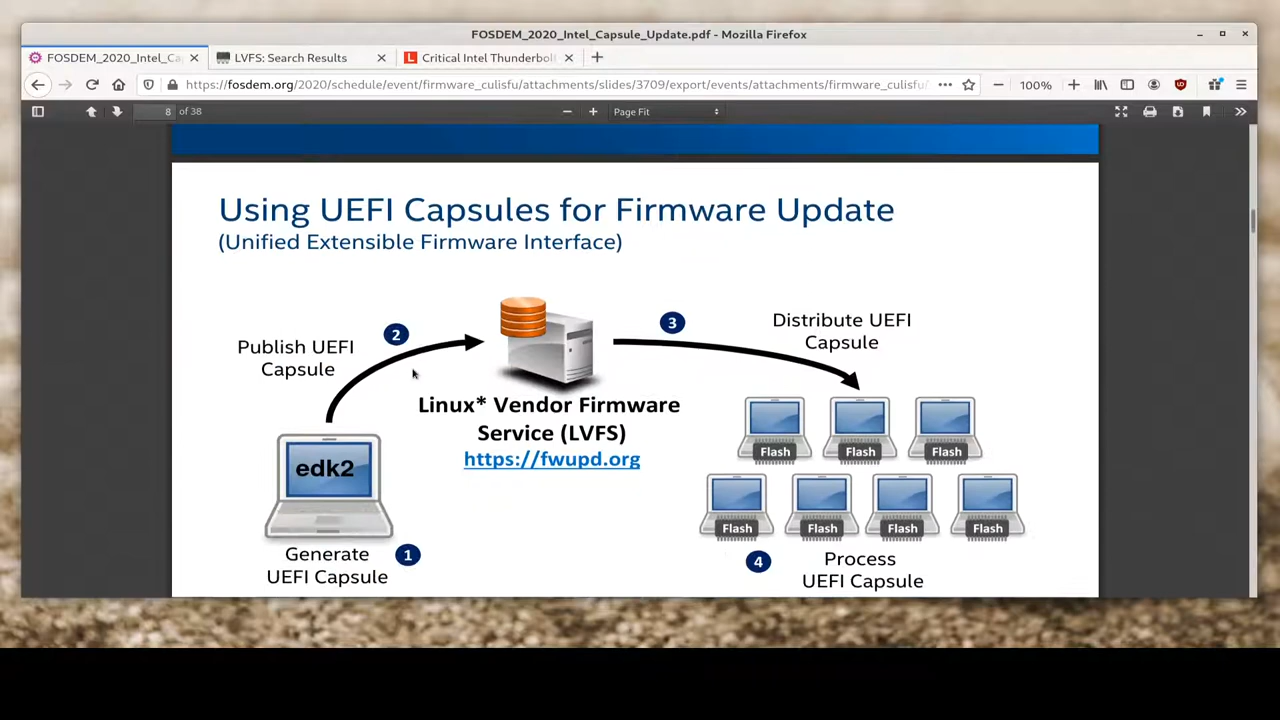 FOSDEM_2020_Intel_Capsule_Update.pdf - Mozilla Firefox
FOSDEM_2020_Intel_Ca
LVFS: Search Results
Critical Intel Thunderbol
https://fosdem.org/2020/schedule/event/firmware_culisfu/attachments/slides/3709/export/events/attachments/firmware_culisfu/
100%
8 of 38
Page Fit
Using UEFI Capsules for Firmware Update
(Unified Extensible Firmware Interface)
2
3
Publish UEFI
Capsule
Distribute UEFI
Capsule
Linux* Vendor Firmware
Service (LVFS)
https://fwupd.org
edk2
Flash Flash Flash
Flash Flash Flash Flash
Generate
UEFI Capsule
1
4
Process
UEFI Capsule